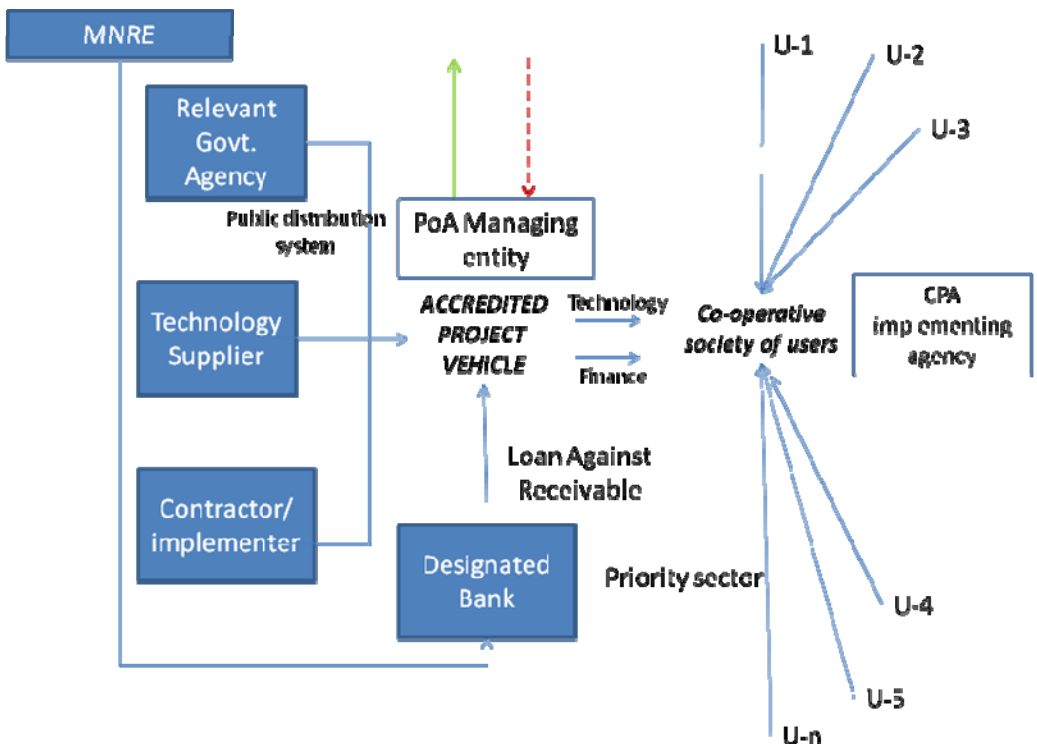 MNRE
Relevant
Govt.
Agency
Public distribution
system
Technology
Supplier
Contractor/
implementer
PoA Managing
entity
ACCREDITED
PROJECT
VEHICLE
Technology
Finance
Loan Against
Receivable
Designated
Bank
Priority sector
U-1
U-2
U-3
Co-operative
society of users
CPA
implementing
agency
U-4
U-5
U-n